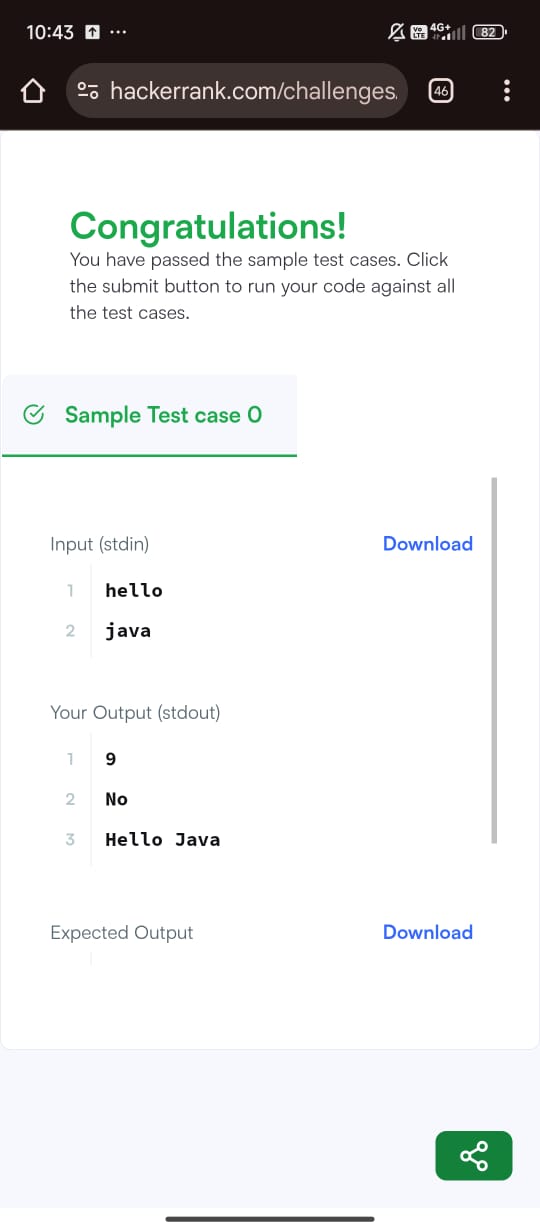 10:43
Vo LTE 4G+ 82
hackerrank.com/challenges
46
Congratulations!
You have passed the sample test cases. Click
the submit button to run your code against all
the test cases.
Sample Test case 0
Input (stdin) Download
1 hello
2 java
Your Output (stdout)
1 9
2 No
3 Hello Java
Expected Output Download